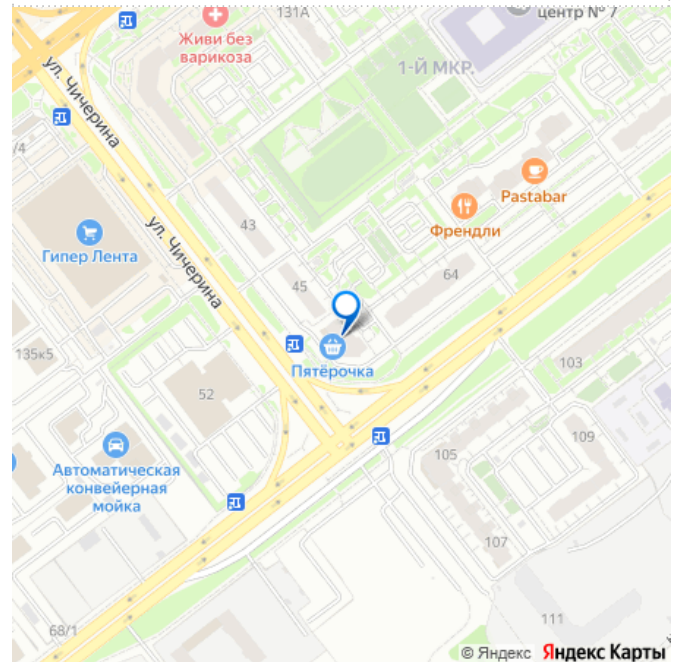 131А
центр № 7
Живи без
варикоза
1-Й МКР.
ул. Чичерина
/4
Pastabar
Френдли
43
ул. Чичерина
Гипер Лента
64
45
135к5
Пятёрочка
103
52
109
105
Автоматическая
конвейерная
мойка
107
111
68/1
© Яндекс Яндекс Карты